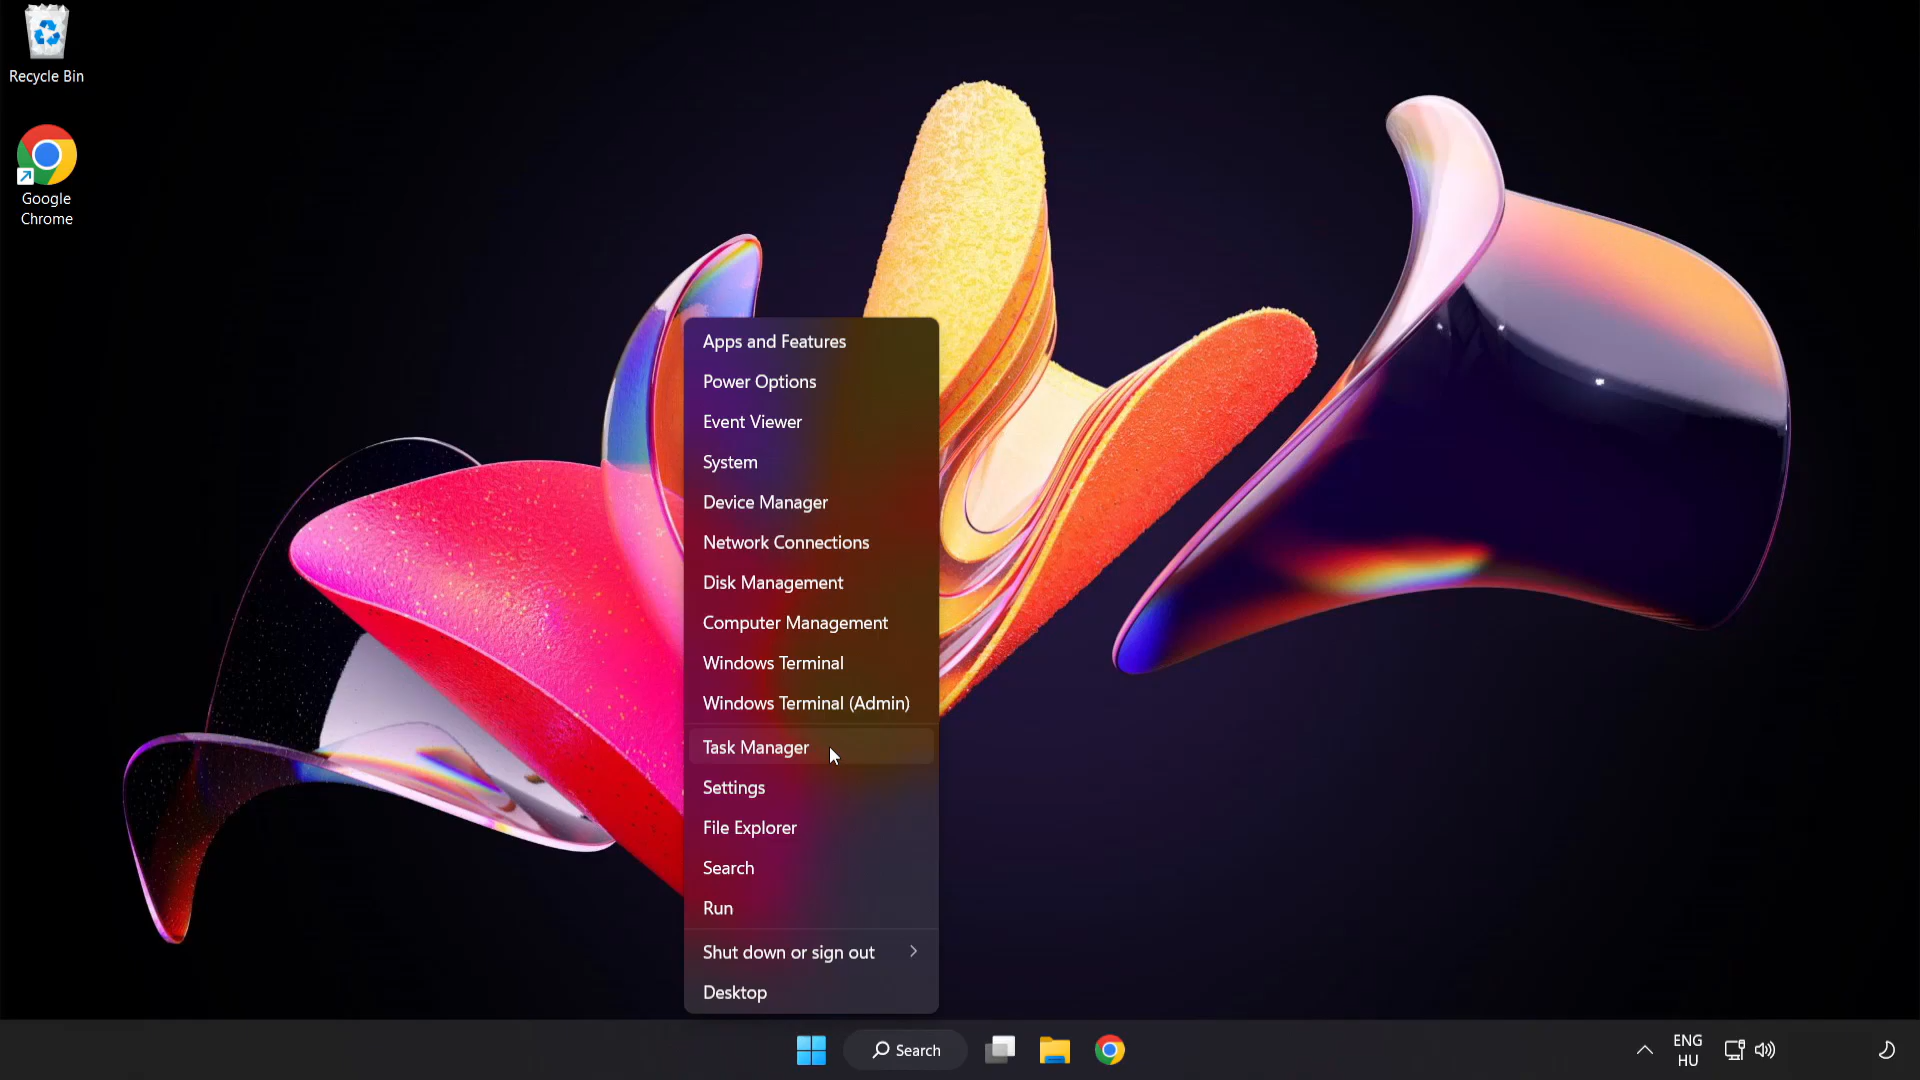 Recycle Bin
Google
Chrome
Apps and Features
Power Options
Event Viewer
System
Device Manager
Network Connections
Disk Management
Computer Management
Windows Terminal
Windows Terminal (Admin)
Task Manager
Settings
File Explorer
Search
Run
Shut down or sign out
Desktop
Search
ENG
HU